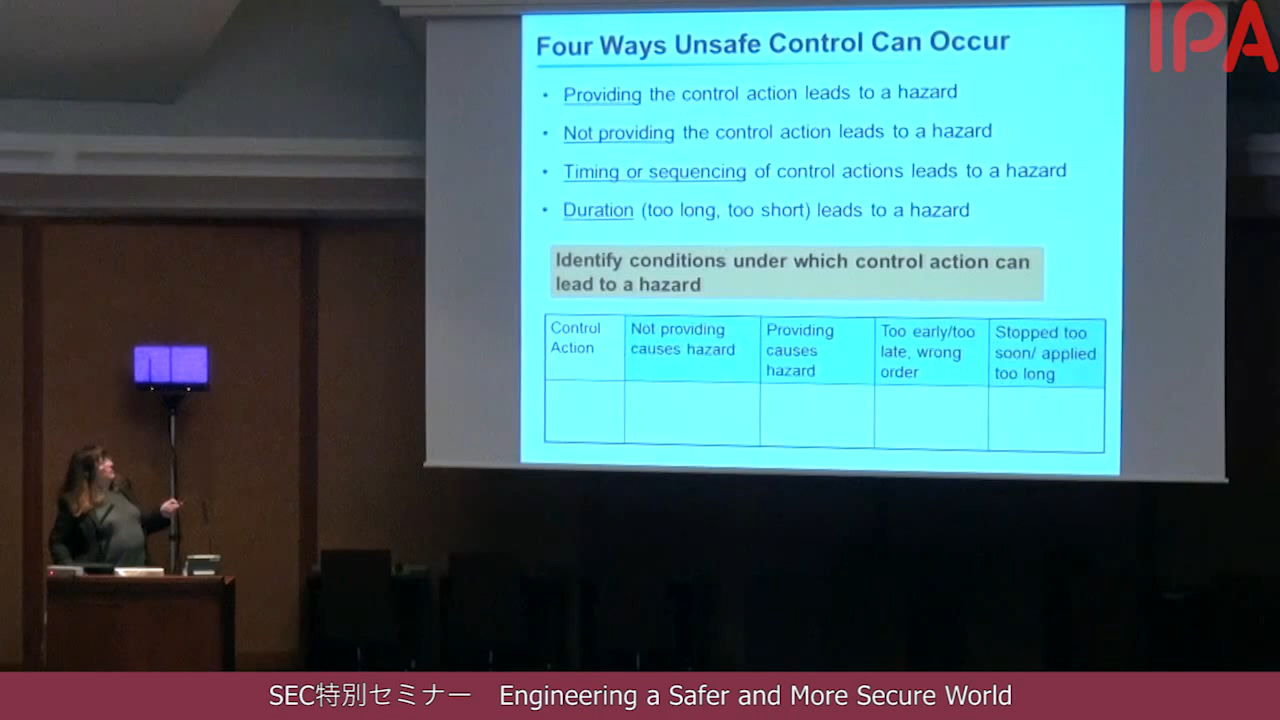 IPA
Four Ways Unsafe Control Can Occur
• Providing the control action leads to a hazard
• Not providing the control action leads to a hazard
• Timing or sequencing of control actions leads to a hazard
• Duration (too long, too short) leads to a hazard
Identify conditions under which control action can
lead to a hazard
Control
Action
Not providing
causes hazard
Providing
causes
hazard
Too early/too
late, wrong
order
Stopped too
soon/ applied
too long
SEC特別セミナー Engineering a Safer and More Secure World